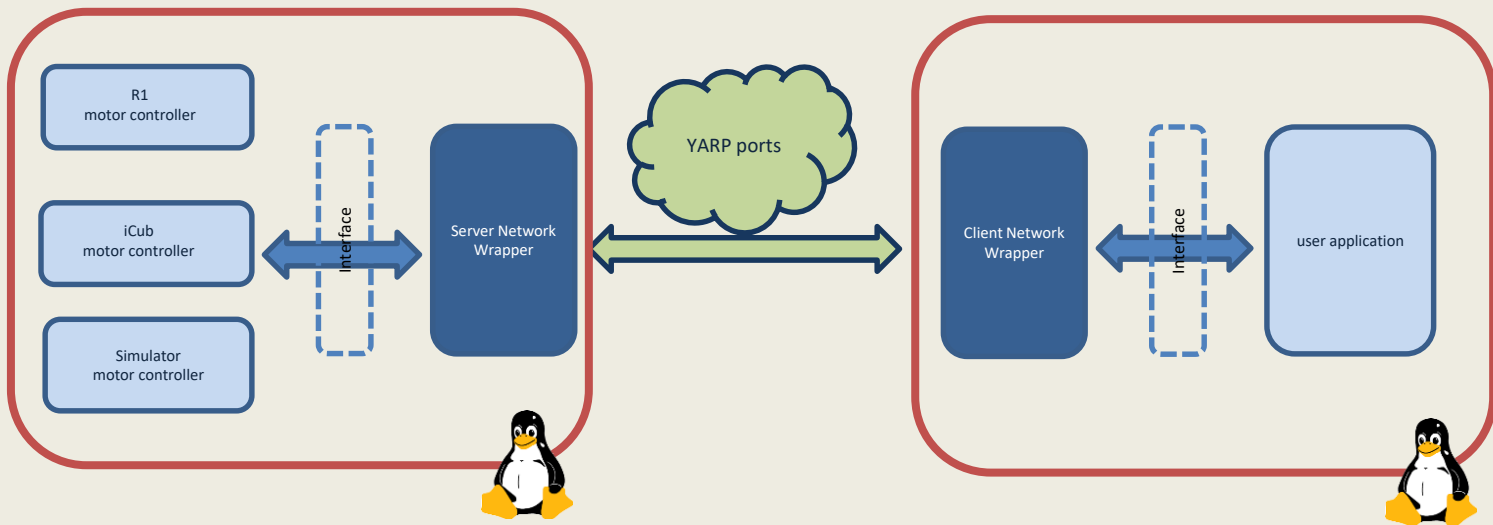 R1
motor controller
iCub
motor controller
Simulator
motor controller
Interface
Server Network
Wrapper
YARP ports
Client Network
Wrapper
Interface
user application